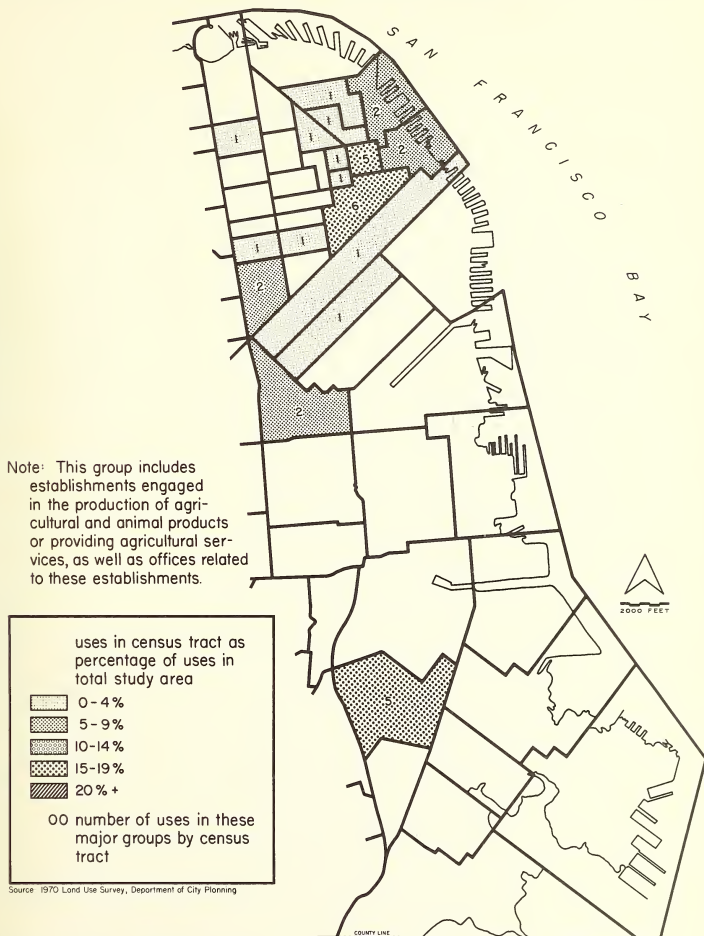 SAN FRANCISCO BAY
1
2
1
1
1
2
1
5
1
6
1
1
1
2
1
2
Note: This group includes
establishments engaged
in the production of agri-
cultural and animal products
or providing agricultural ser-
vices, as well as offices related
to these establishments.
2000 FEET
uses in census tract as
percentage of uses in
total study area
0-4%
5-9%
10-14%
15-19%
20% +
00 number of uses in these
major groups by census
tract
5
Source 1970 Land Use Survey, Department of City Planning
COUNTY LINE